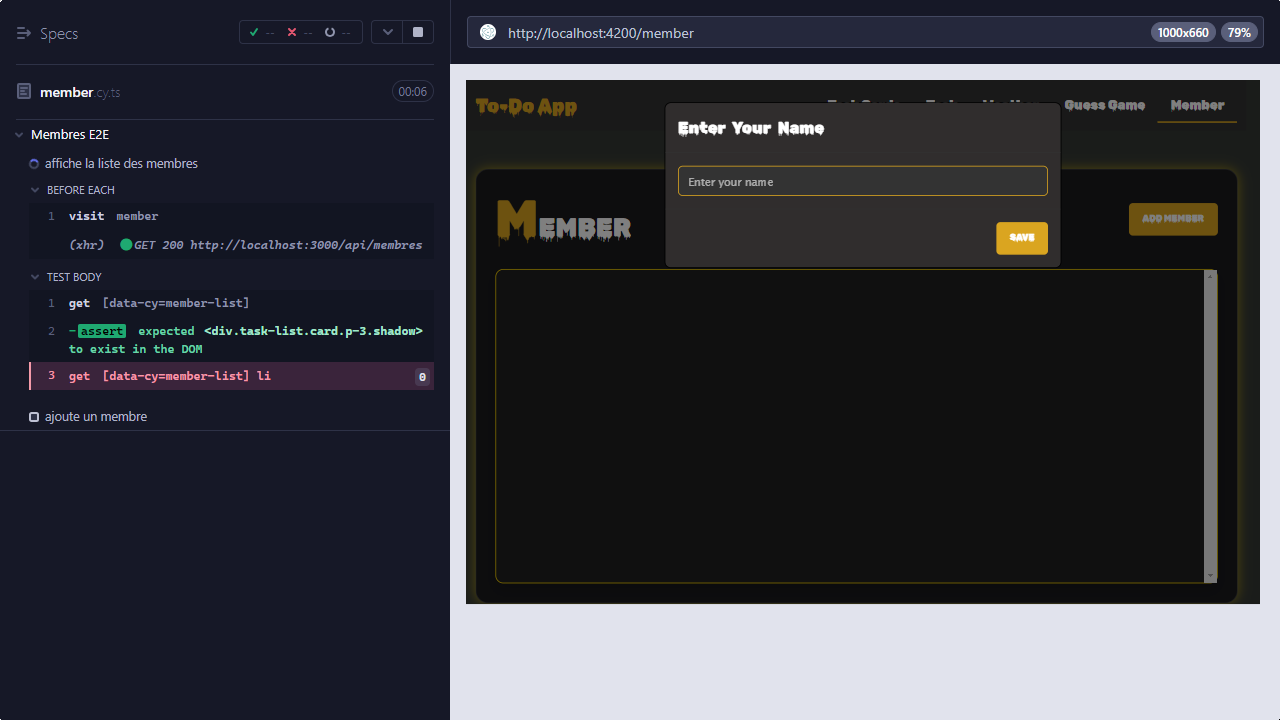 Specs
-- -- --
http://localhost:4200/member
1000x660
79%
member.cy.ts
00:06
Membres E2E
affiche la liste des membres
BEFORE EACH
1 visit member
(xhr) GET 200 http://localhost:3000/api/membres
TEST BODY
1 get [data-cy=member-list]
2 -assert expected <div.task-list.card.p-3.shadow>
to exist in the DOM
3 get [data-cy=member-list] li 0
ajoute un membre
To-Do App
Guess Game
Member
Enter Your Name
Enter your name
SAVE
MEMBER
ADD MEMBER